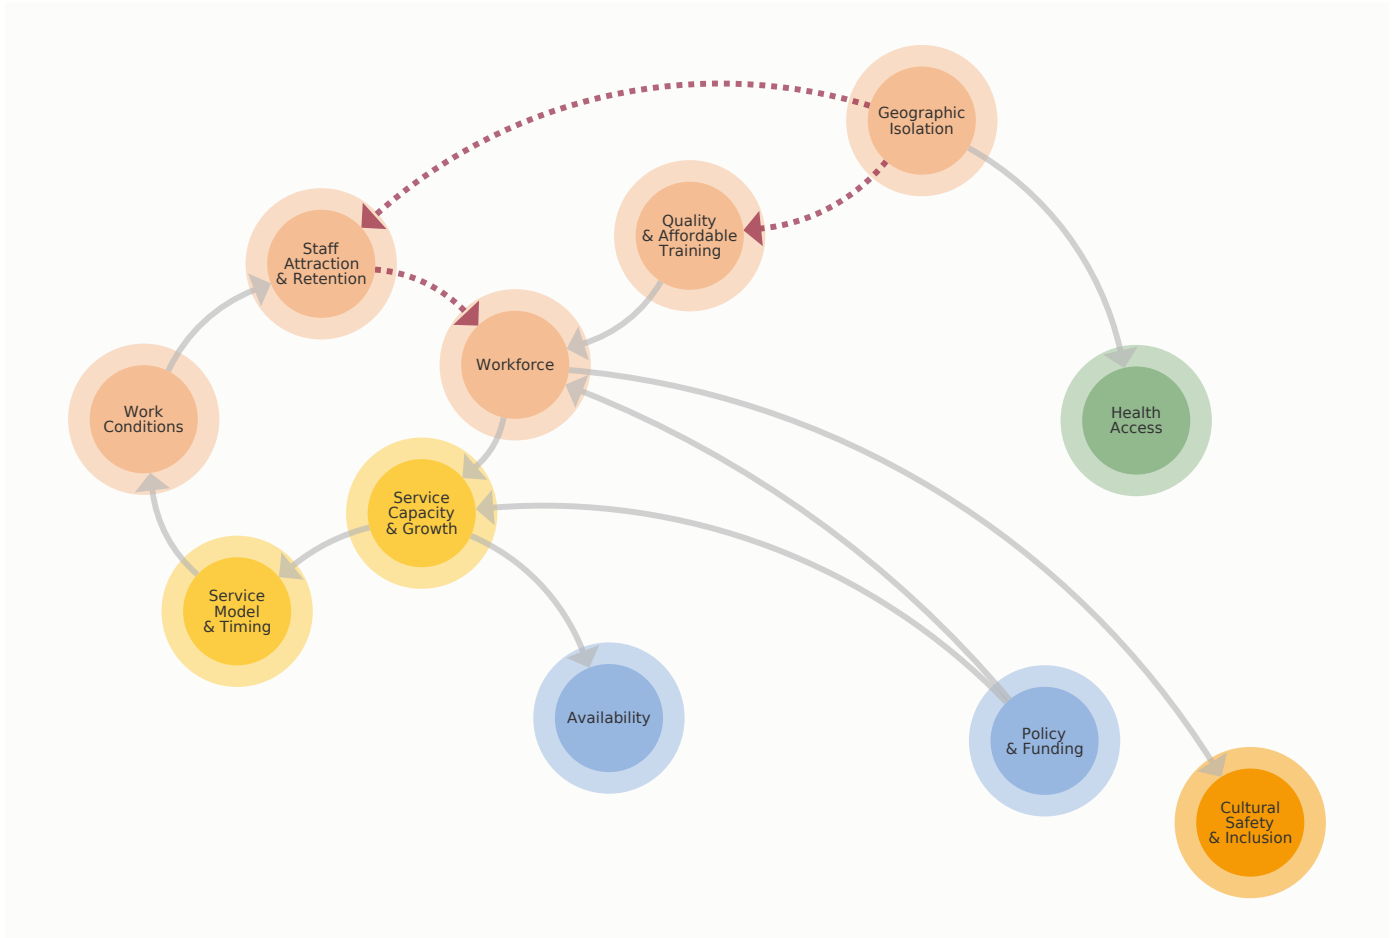 Geographic
Isolation
Quality
& Affordable
Training
Staff
Attraction
& Retention
Workforce
Work
Conditions
Health
Access
Service
Capacity
& Growth
Service
Model
& Timing
Availability
Policy
& Funding
Cultural
Safety
& Inclusion